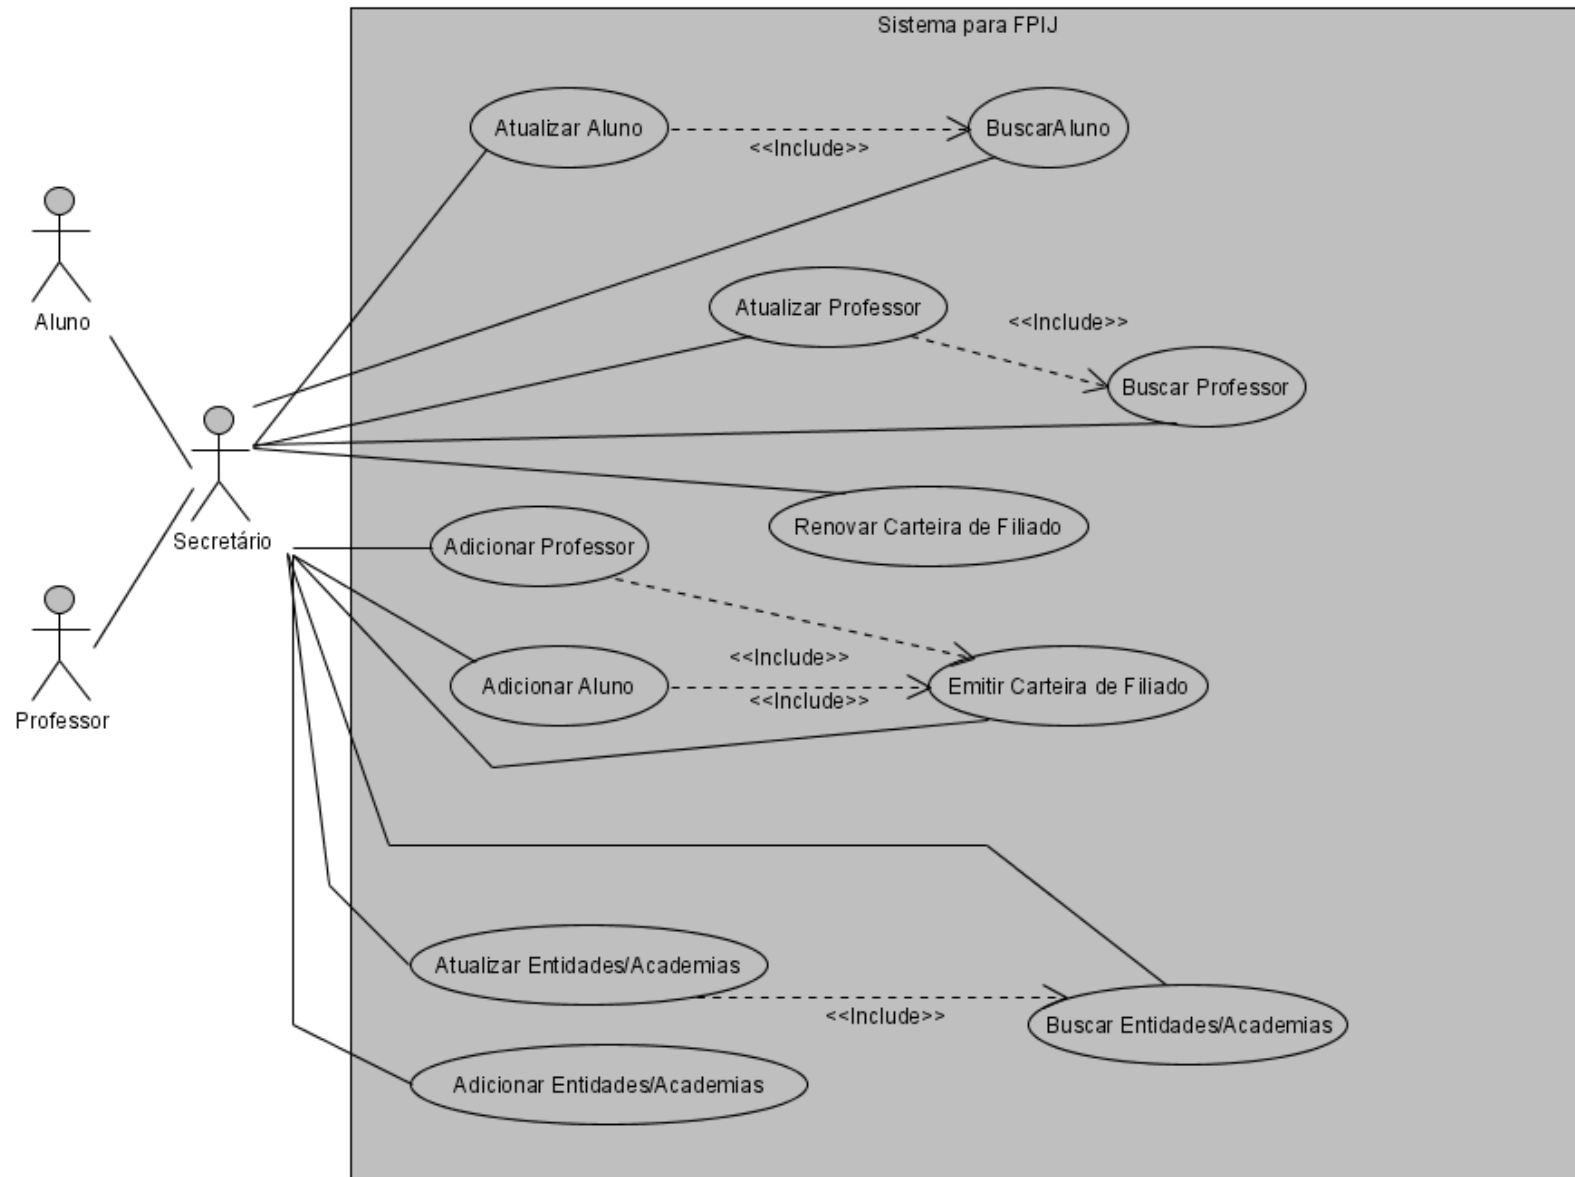 Sistema para FPIJ
Atualizar Aluno
<<Include>>
BuscarAluno
Aluno
Atualizar Professor
<<Include>>
Buscar Professor
Secretário
Renovar Carteira de Filiado
Adicionar Professor
<<Include>>
Adicionar Aluno
<<Include>>
Emitir Carteira de Filiado
Professor
Atualizar Entidades/Academias
<<Include>>
Buscar Entidades/Academias
Adicionar Entidades/Academias